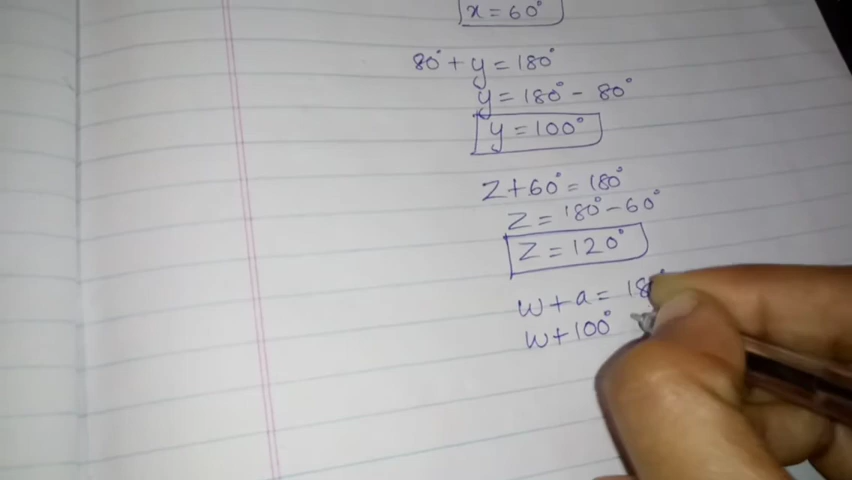 x = 60°
80° + y = 180°
y = 180° - 80°
y = 100°
z + 60° = 180°
z = 180° - 60°
z = 120°
w + a = 18
w + 100°